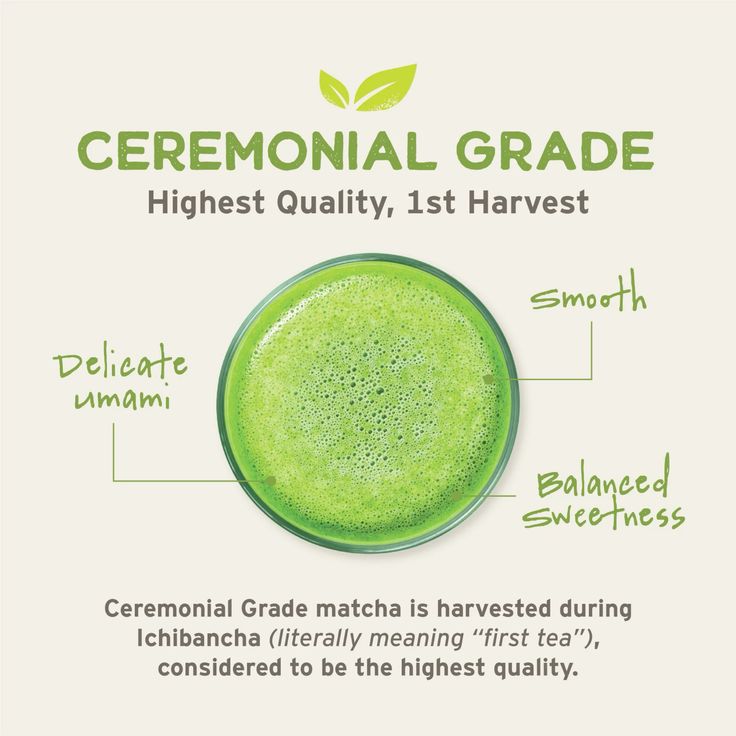 CEREMONIAL GRADE
Highest Quality, 1st Harvest
Smooth
Delicate
umami
Balanced
Sweetness
Ceremonial Grade matcha is harvested during
Ichibancha (literally meaning “first tea”),
considered to be the highest quality.